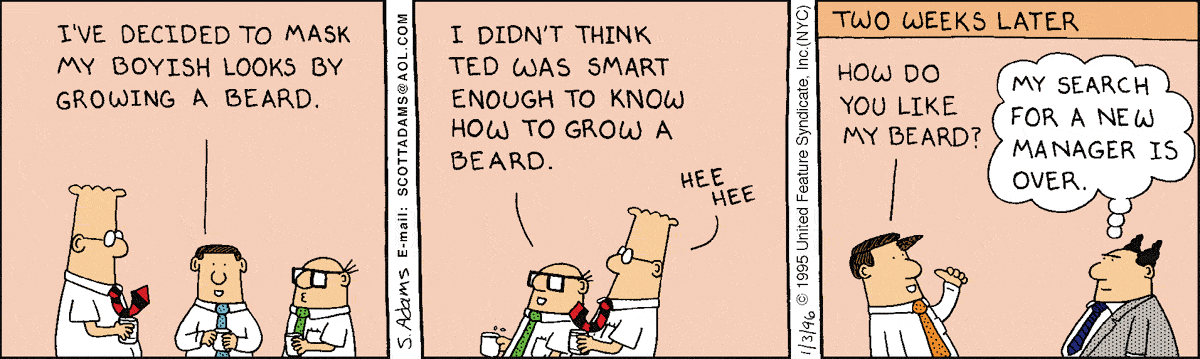 I'VE DECIDED TO MASK
MY BOYISH LOOKS BY
GROWING A BEARD.
S. Adams E-mail: SCOTTADAMS@AOL.COM
I DIDN'T THINK
TED WAS SMART
ENOUGH TO KNOW
HOW TO GROW A
BEARD.
HEE
HEE
1/3/96 © 1995 United Feature Syndicate, Inc.(NYC)
TWO WEEKS LATER
HOW DO
YOU LIKE
MY BEARD?
MY SEARCH
FOR A NEW
MANAGER IS
OVER.